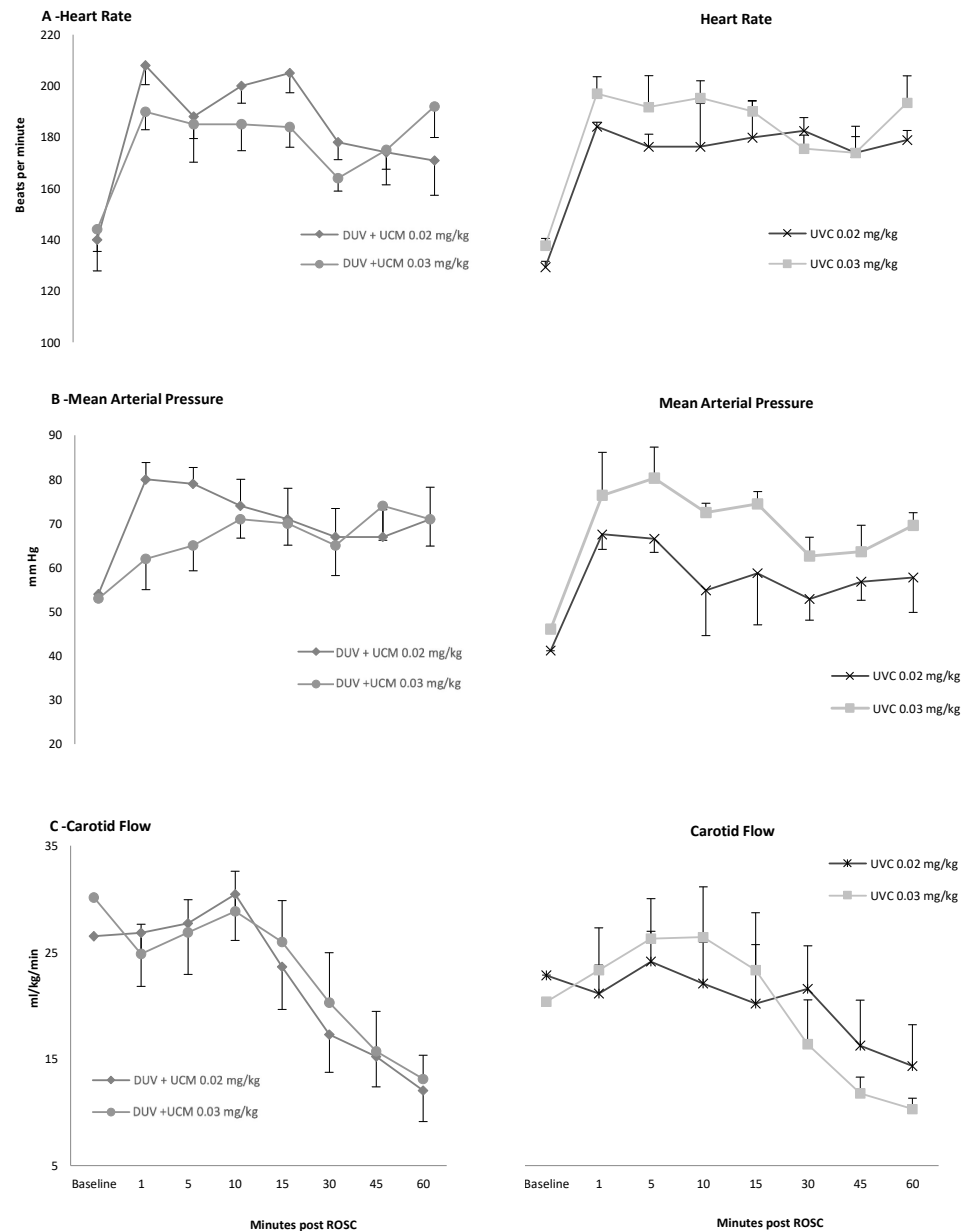 A -Heart Rate
Heart Rate
220
200
180
160
140
120
100
Beats per minute
DUV + UCM 0.02 mg/kg
DUV +UCM 0.03 mg/kg
UVC 0.02 mg/kg
UVC 0.03 mg/kg
B -Mean Arterial Pressure
Mean Arterial Pressure
90
80
70
60
50
40
30
20
mm Hg
DUV + UCM 0.02 mg/kg
DUV +UCM 0.03 mg/kg
UVC 0.02 mg/kg
UVC 0.03 mg/kg
C -Carotid Flow
Carotid Flow
35
25
15
5
ml/kg/min
DUV + UCM 0.02 mg/kg
DUV +UCM 0.03 mg/kg
UVC 0.02 mg/kg
UVC 0.03 mg/kg
Baseline 1 5 10 15 30 45 60
Baseline 1 5 10 15 30 45 60
Minutes post ROSC
Minutes post ROSC